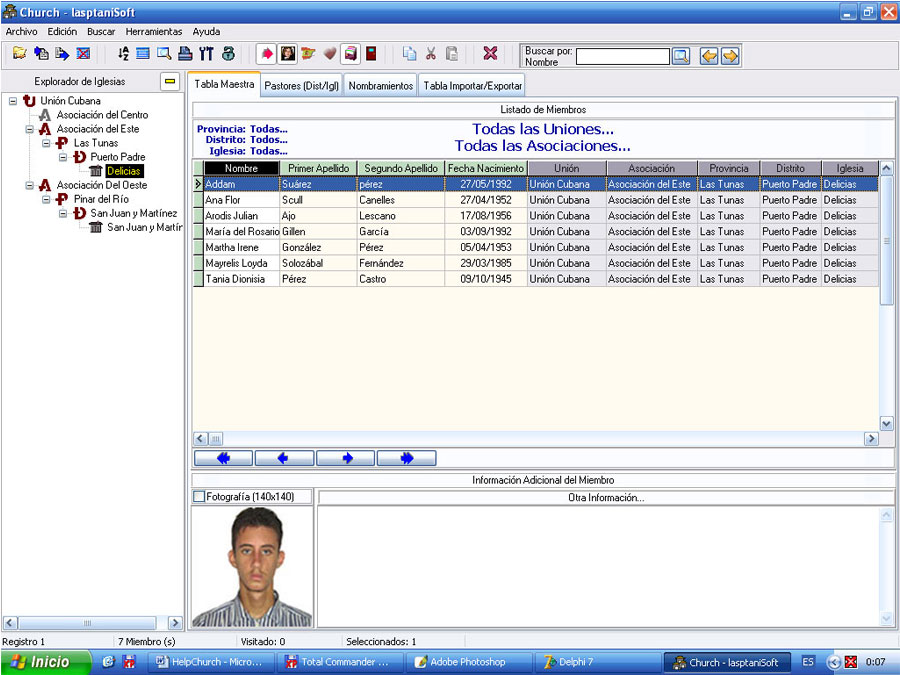 Church - IasptaniSoft
Archivo Edición Buscar Herramientas Ayuda
Buscar por:
Nombre
Explorador de Iglesias
Unión Cubana
Asociación del Centro
Asociación del Este
Las Tunas
Puerto Padre
Delicias
Asociación Del Oeste
Pinar del Río
San Juan y Martínez
San Juan y Martín
Tabla Maestra Pastores (Dist/Igl) Nombramientos Tabla Importar/Exportar
Listado de Miembros
Provincia: Todas...
Distrito: Todos...
Iglesia: Todas...
Todas las Uniones...
Todas las Asociaciones...
Nombre Primer Apellido Segundo Apellido Fecha Nacimiento Unión Asociación Provincia Distrito Iglesia
Addam Suárez pérez 27/05/1992 Unión Cubana Asociación del Este Las Tunas Puerto Padre Delicias
Ana Flor Scull Canelles 27/04/1952 Unión Cubana Asociación del Este Las Tunas Puerto Padre Delicias
Arodis Julian Ajo Lescano 17/08/1956 Unión Cubana Asociación del Este Las Tunas Puerto Padre Delicias
María del Rosario Gillen García 03/09/1992 Unión Cubana Asociación del Este Las Tunas Puerto Padre Delicias
Martha Irene González Pérez 05/04/1953 Unión Cubana Asociación del Este Las Tunas Puerto Padre Delicias
Mayrelis Loyda Solozábal Fernández 29/03/1985 Unión Cubana Asociación del Este Las Tunas Puerto Padre Delicias
Tania Dionisia Pérez Castro 09/10/1945 Unión Cubana Asociación del Este Las Tunas Puerto Padre Delicias
Información Adicional del Miembro
Fotografía (140x140)
Otra Información...
Registro 1 7 Miembro (s) Visitado: 0 Seleccionados: 1
Inicio HelpChurch - Micro... Total Commander ... Adobe Photoshop Delphi 7 Church - IasptaniSoft ES 0:07